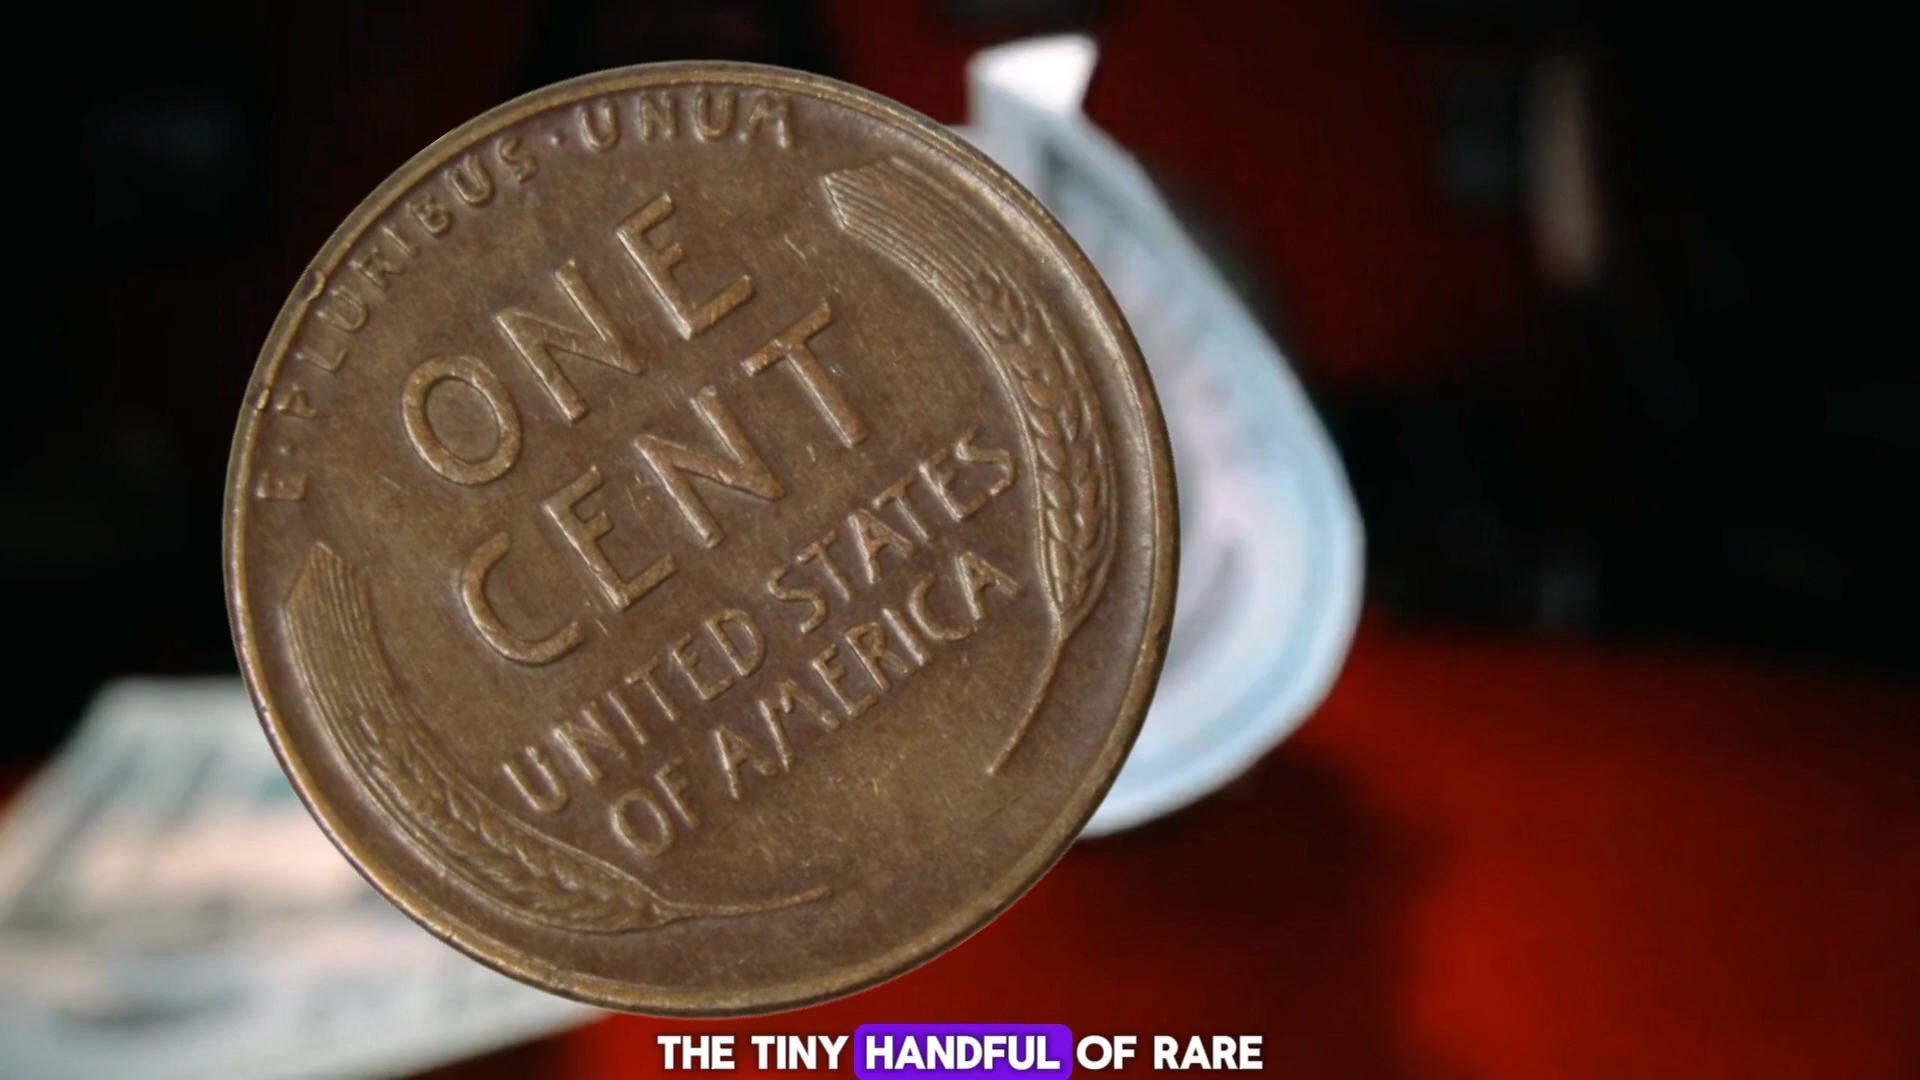 E·PLURIBUS·UNUM
ONE
CENT
UNITED STATES
OF AMERICA
THE TINY HANDFUL OF RARE